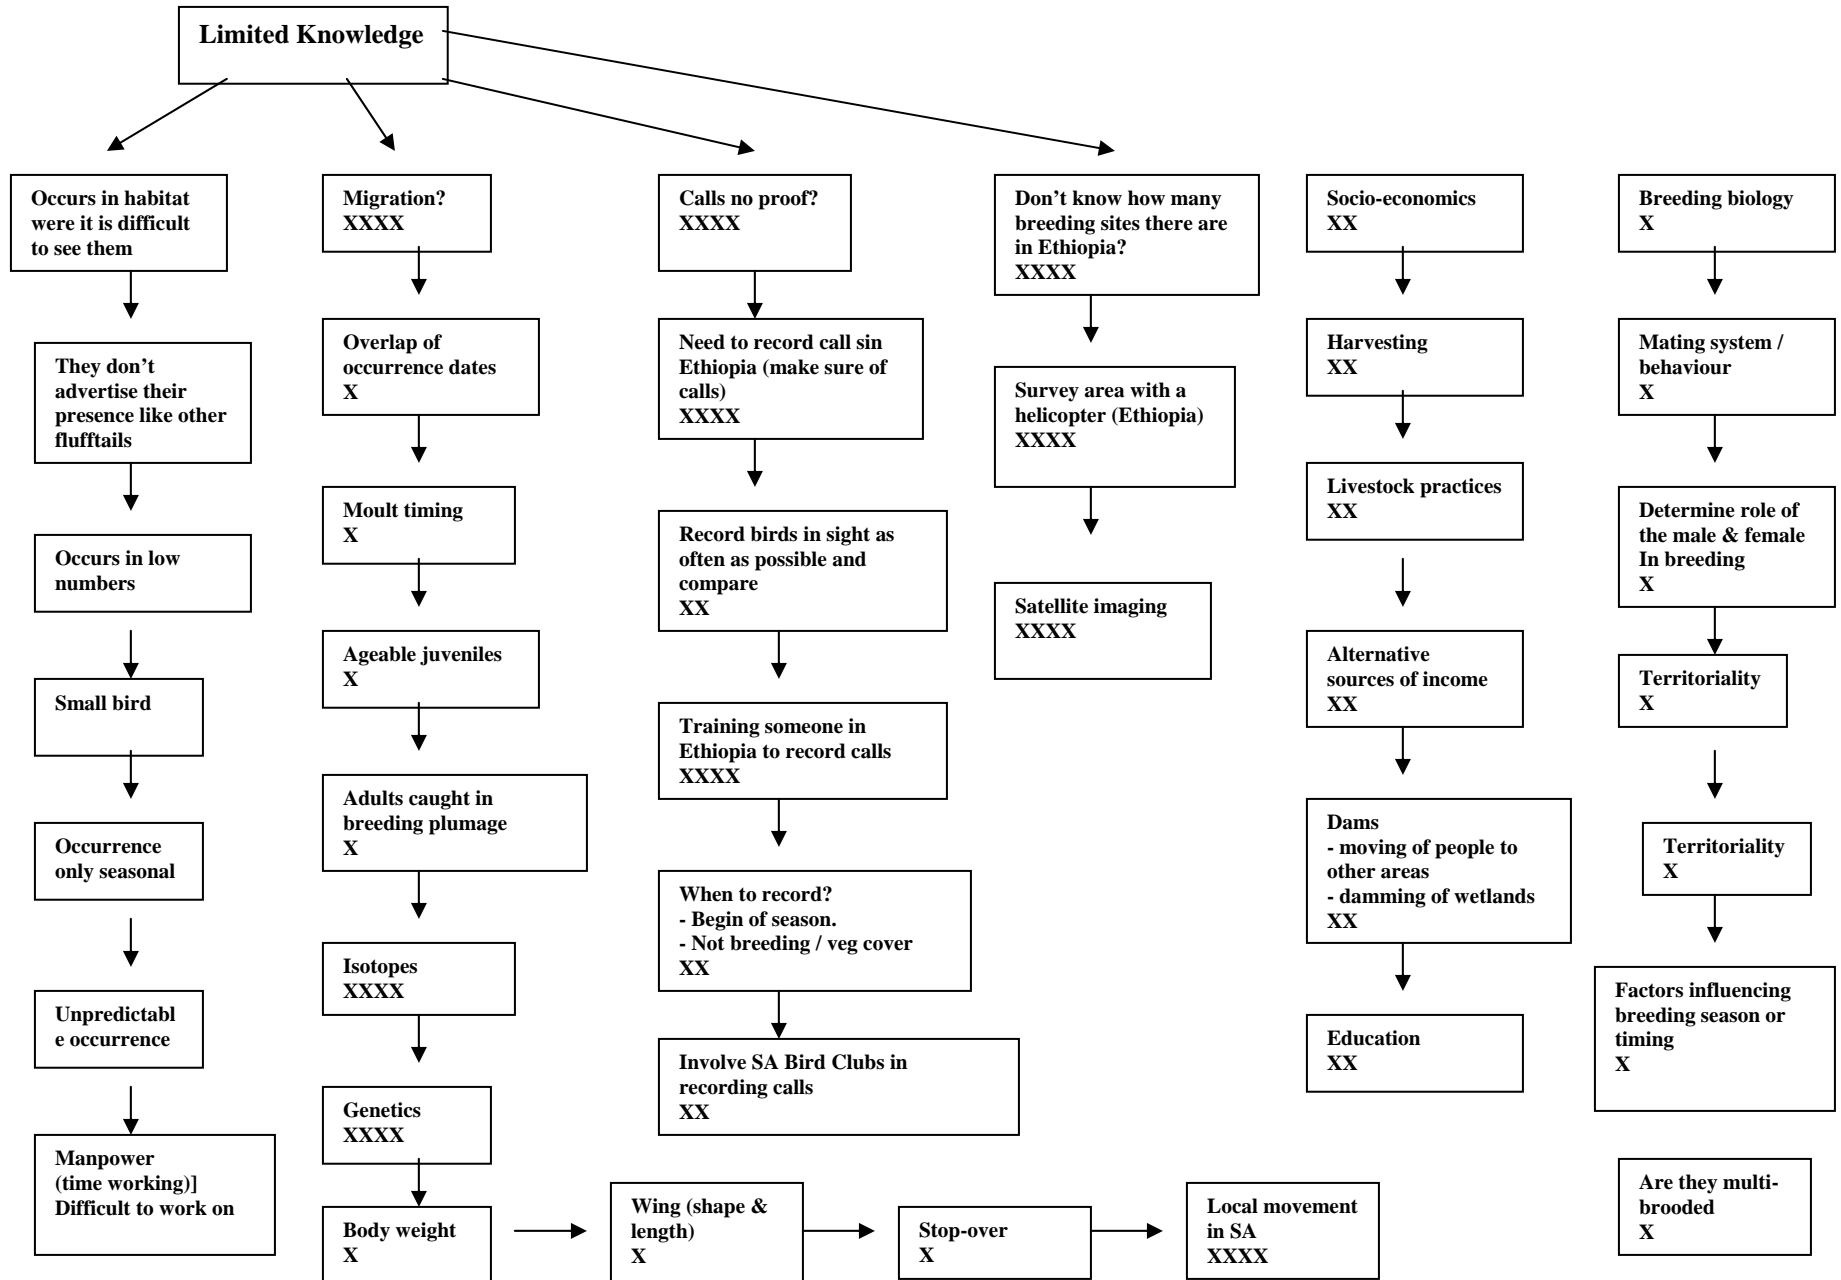 Limited Knowledge
Occurs in habitat
were it is difficult
to see them
They don't
advertise their
presence like other
flufftails
Occurs in low
numbers
Small bird
Occurrence
only seasonal
Unpredictabl
e occurrence
Manpower
(time working)]
Difficult to work on
Migration?
XXXX
Overlap of
occurrence dates
X
Moult timing
X
Ageable juveniles
X
Adults caught in
breeding plumage
X
Isotopes
XXXX
Genetics
XXXX
Body weight
X
Wing (shape &
length)
X
Stop-over
X
Local movement
in SA
XXXX
Calls no proof?
XXXX
Need to record call sin
Ethiopia (make sure of
calls)
XXXX
Record birds in sight as
often as possible and
compare
XX
Training someone in
Ethiopia to record calls
XXXX
When to record?
- Begin of season.
- Not breeding / veg cover
XX
Involve SA Bird Clubs in
recording calls
XX
Don't know how many
breeding sites there are
in Ethiopia?
XXXX
Survey area with a
helicopter (Ethiopia)
XXXX
Satellite imaging
XXXX
Socio-economics
XX
Harvesting
XX
Livestock practices
XX
Alternative
sources of income
XX
Dams
- moving of people to
other areas
- damming of wetlands
XX
Education
XX
Breeding biology
X
Mating system /
behaviour
X
Determine role of
the male & female
In breeding
X
Territoriality
X
Territoriality
X
Factors influencing
breeding season or
timing
X
Are they multi-
brooded
X